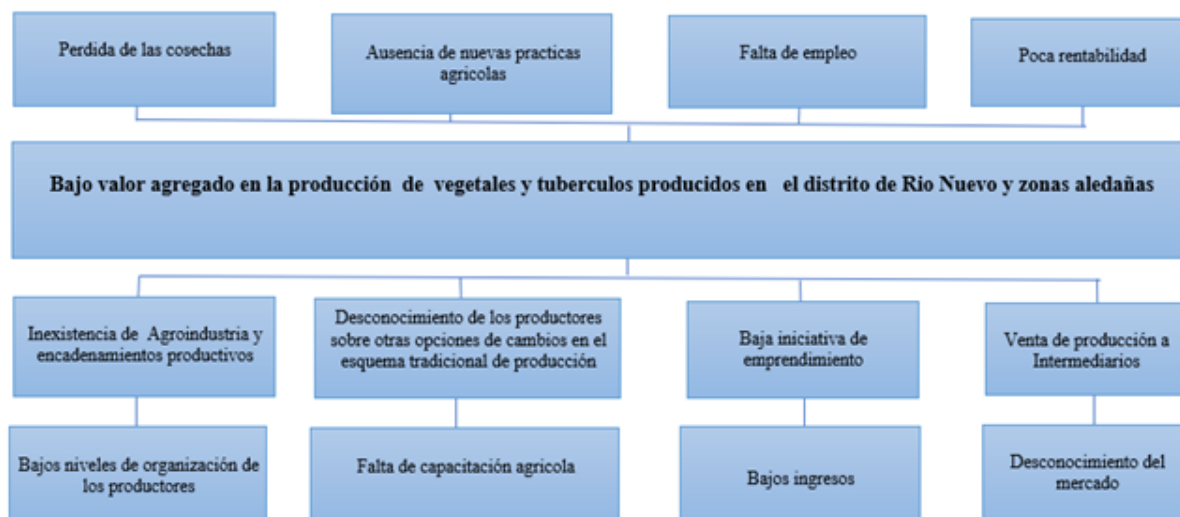 Perdida de las cosechas
Ausencia de nuevas practicas
agricolas
Falta de empleo
Poca rentabilidad
Bajo valor agregado en la producción de vegetales y tuberculos producidos en el distrito de Rio Nuevo y zonas aledañas
Inexistencia de Agroindustria y
encadenamientos productivos
Desconocimiento de los productores
sobre otras opciones de cambios en el
esquema tradicional de producción
Baja iniciativa de
emprendimiento
Venta de producción a
Intermediarios
Bajos niveles de organización de
los productores
Falta de capacitación agricola
Bajos ingresos
Desconocimiento del
mercado